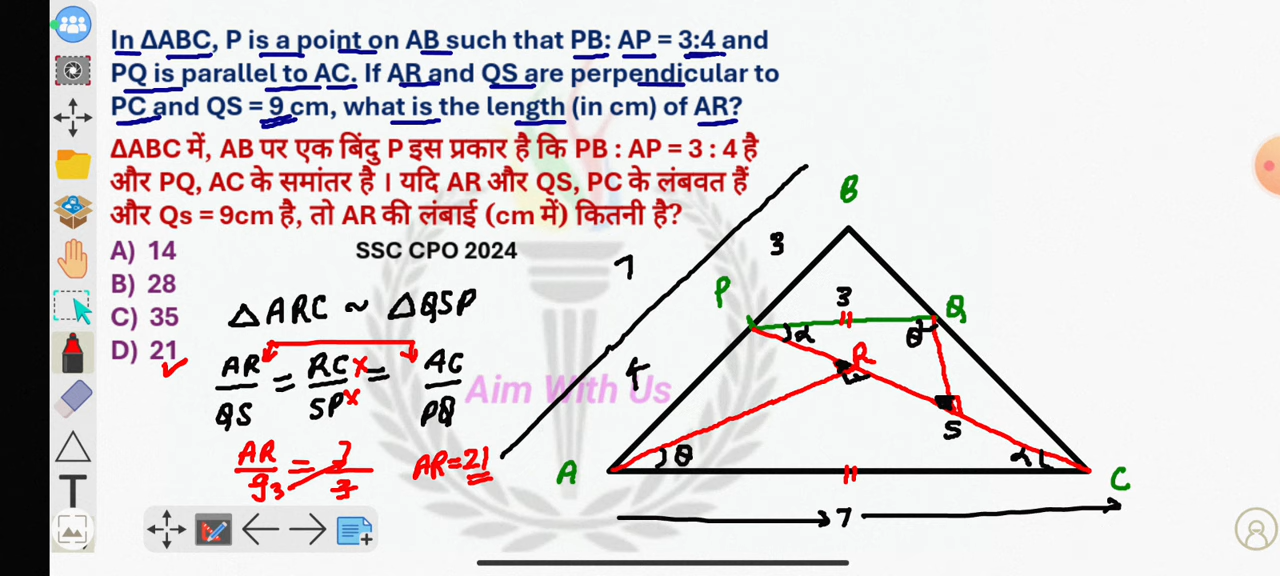 In ΔABC, P is a point on AB such that PB: AP = 3:4 and
PQ is parallel to AC. If AR and QS are perpendicular to
PC and QS = 9 cm, what is the length (in cm) of AR?
ΔABC में, AB पर एक बिंदु P इस प्रकार है कि PB : AP = 3 : 4 है
और PQ, AC के समांतर है । यदि AR और QS, PC के लंबवत हैं
और Qs = 9cm है, तो AR की लंबाई (cm में) कितनी है?
A) 14
SSC CPO 2024
B) 28
C) 35
D) 21
△ARC ~ △QSP
AR/QS = RC/SP = AC/PQ
AR/9 3 = 7/3
AR = 21
Aim With Us
7
3
4
B
P
3
Q
α
θ
R
S
A
θ
α
C
7
T